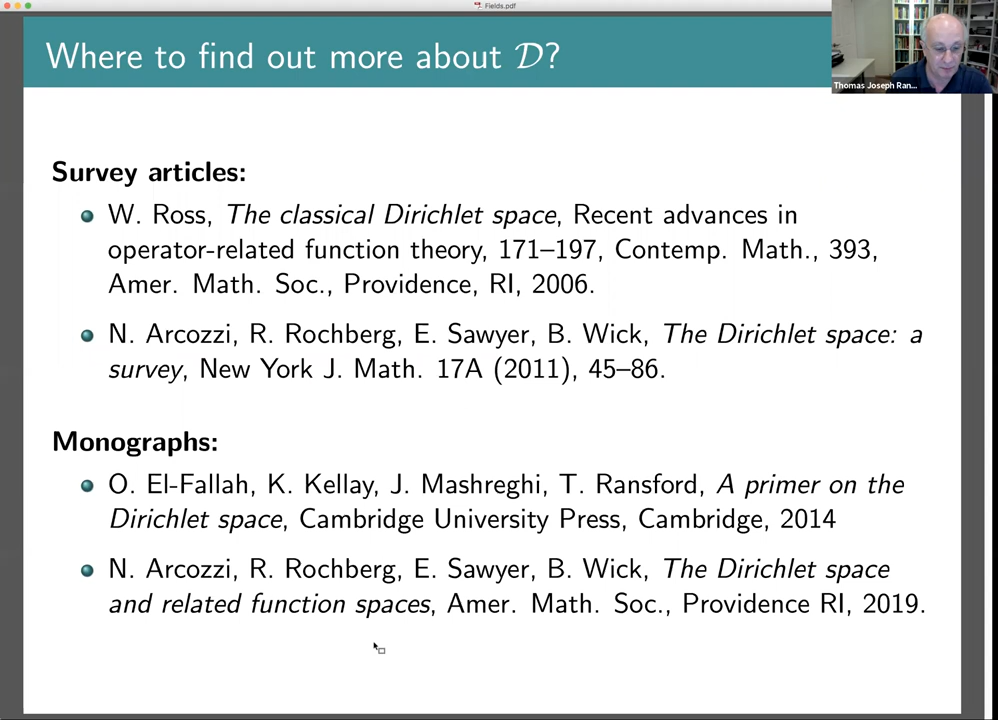 Fields.pdf
Where to find out more about 𝒟?
Thomas Joseph Ran...
Survey articles:
W. Ross, The classical Dirichlet space, Recent advances in
operator-related function theory, 171–197, Contemp. Math., 393,
Amer. Math. Soc., Providence, RI, 2006.
N. Arcozzi, R. Rochberg, E. Sawyer, B. Wick, The Dirichlet space: a
survey, New York J. Math. 17A (2011), 45–86.
Monographs:
O. El-Fallah, K. Kellay, J. Mashreghi, T. Ransford, A primer on the
Dirichlet space, Cambridge University Press, Cambridge, 2014
N. Arcozzi, R. Rochberg, E. Sawyer, B. Wick, The Dirichlet space
and related function spaces, Amer. Math. Soc., Providence RI, 2019.